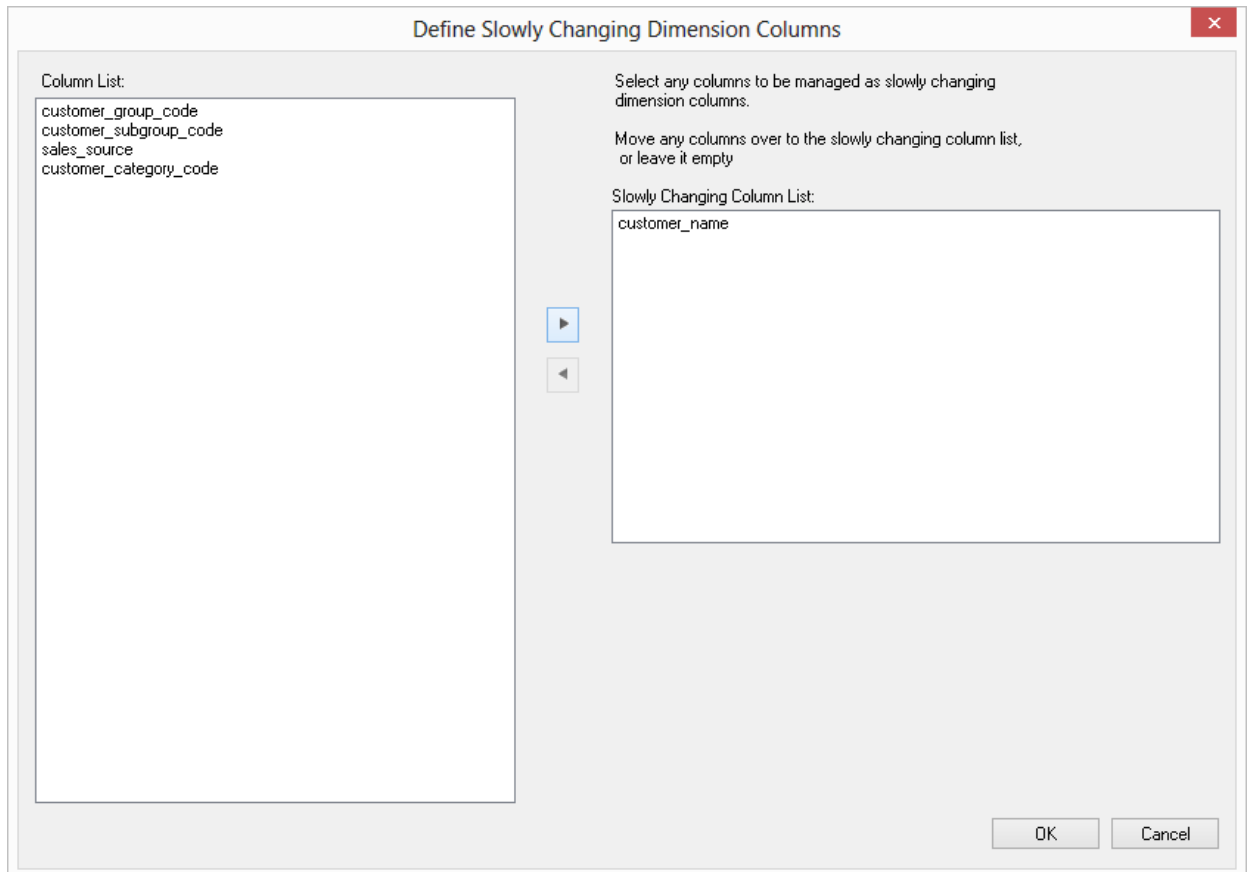 Define Slowly Changing Dimension Columns
Column List:
customer_group_code
customer_subgroup_code
sales_source
customer_category_code
Select any columns to be managed as slowly changing
dimension columns.
Move any columns over to the slowly changing column list,
or leave it empty
Slowly Changing Column List:
customer_name
OK
Cancel